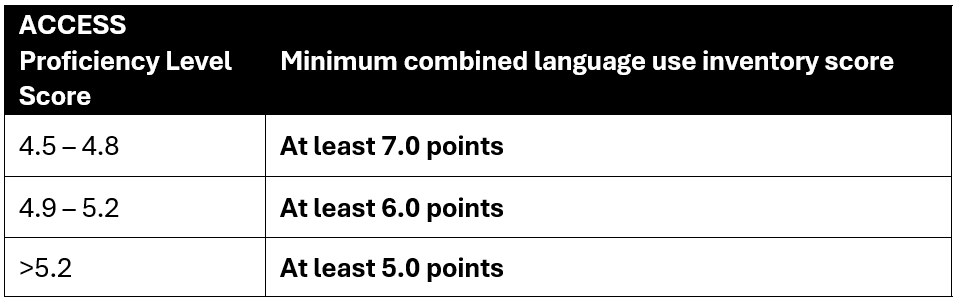 ACCESS
Proficiency Level
Score
Minimum combined language use inventory score
4.5 – 4.8
At least 7.0 points
4.9 – 5.2
At least 6.0 points
>5.2
At least 5.0 points